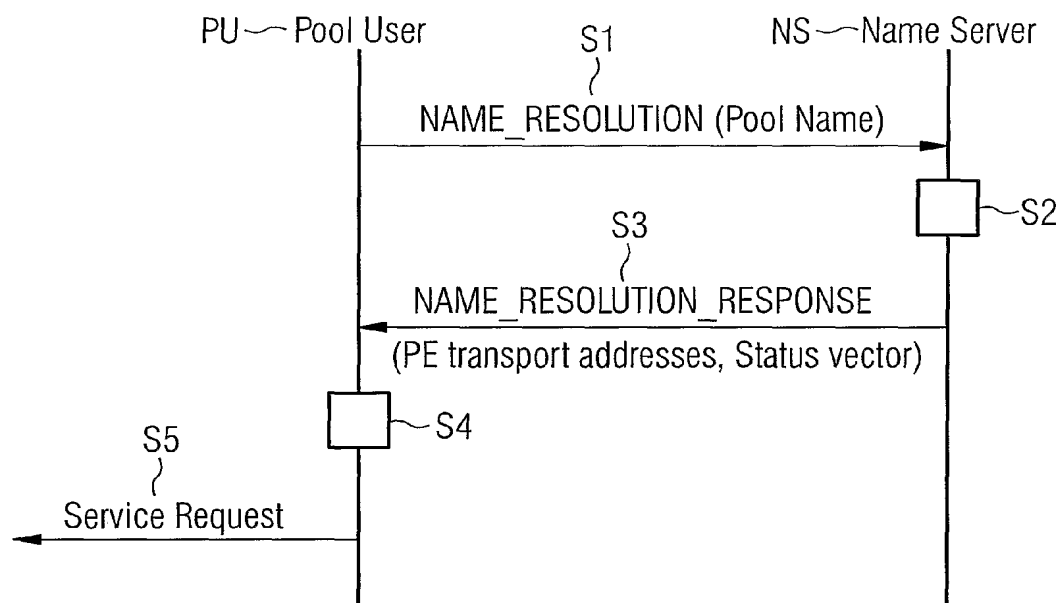 PU Pool User
NS Name Server
S1
NAME_RESOLUTION (Pool Name)
S2
S3
NAME_RESOLUTION_RESPONSE
(PE transport addresses, Status vector)
S4
S5
Service Request